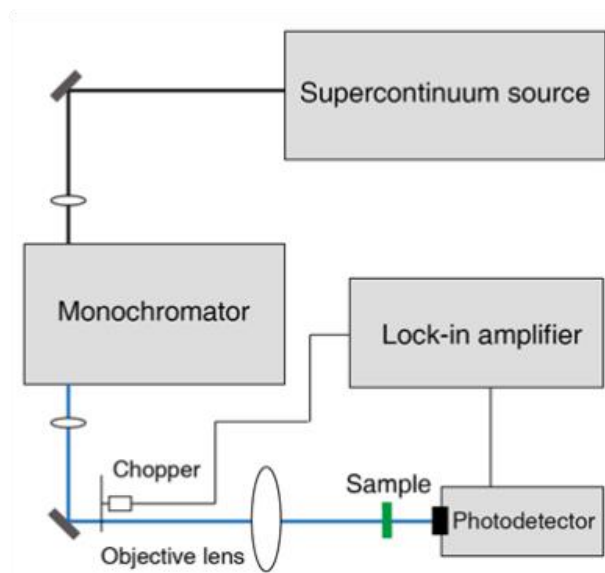 Supercontinuum source
Monochromator
Lock-in amplifier
Chopper
Sample
Photodetector
Objective lens